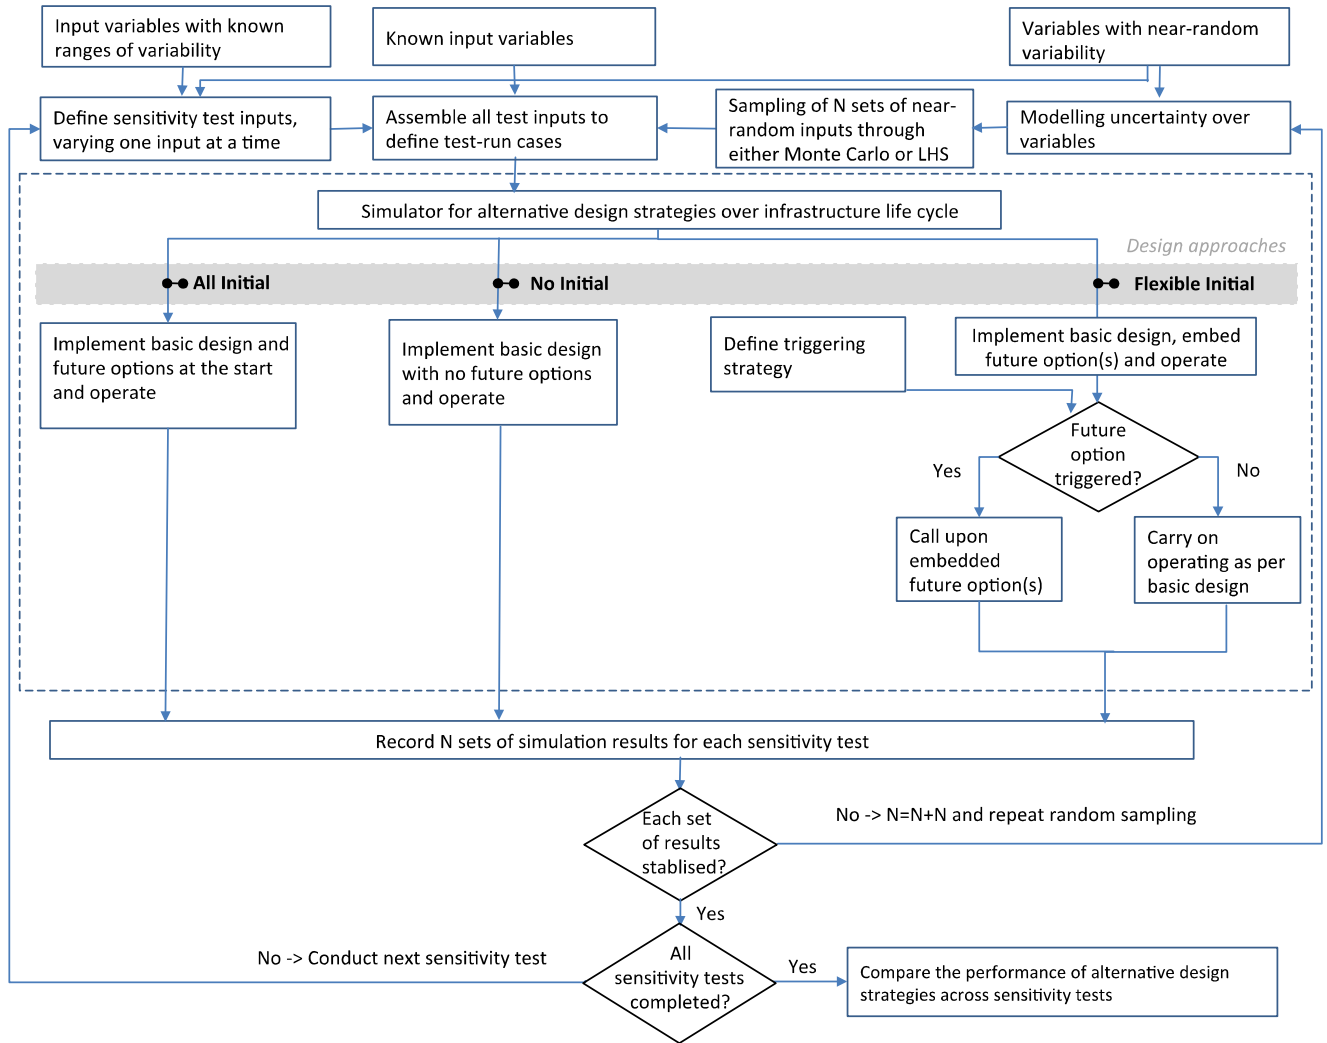 Input variables with known
ranges of variability
Known input variables
Variables with near-random
variability
Define sensitivity test inputs,
varying one input at a time
Assemble all test inputs to
define test-run cases
Sampling of N sets of near-
random inputs through
either Monte Carlo or LHS
Modelling uncertainty over
variables
Simulator for alternative design strategies over infrastructure life cycle
Design approaches
All Initial
No Initial
Flexible Initial
Implement basic design and
future options at the start
and operate
Implement basic design
with no future options
and operate
Define triggering
strategy
Implement basic design, embed
future option(s) and operate
Future
option
triggered?
Yes
No
Call upon
embedded
future option(s)
Carry on
operating as per
basic design
Record N sets of simulation results for each sensitivity test
Each set
of results
stablised?
No -> N=N+N and repeat random sampling
Yes
No -> Conduct next sensitivity test
All
sensitivity tests
completed?
Yes
Compare the performance of alternative design
strategies across sensitivity tests